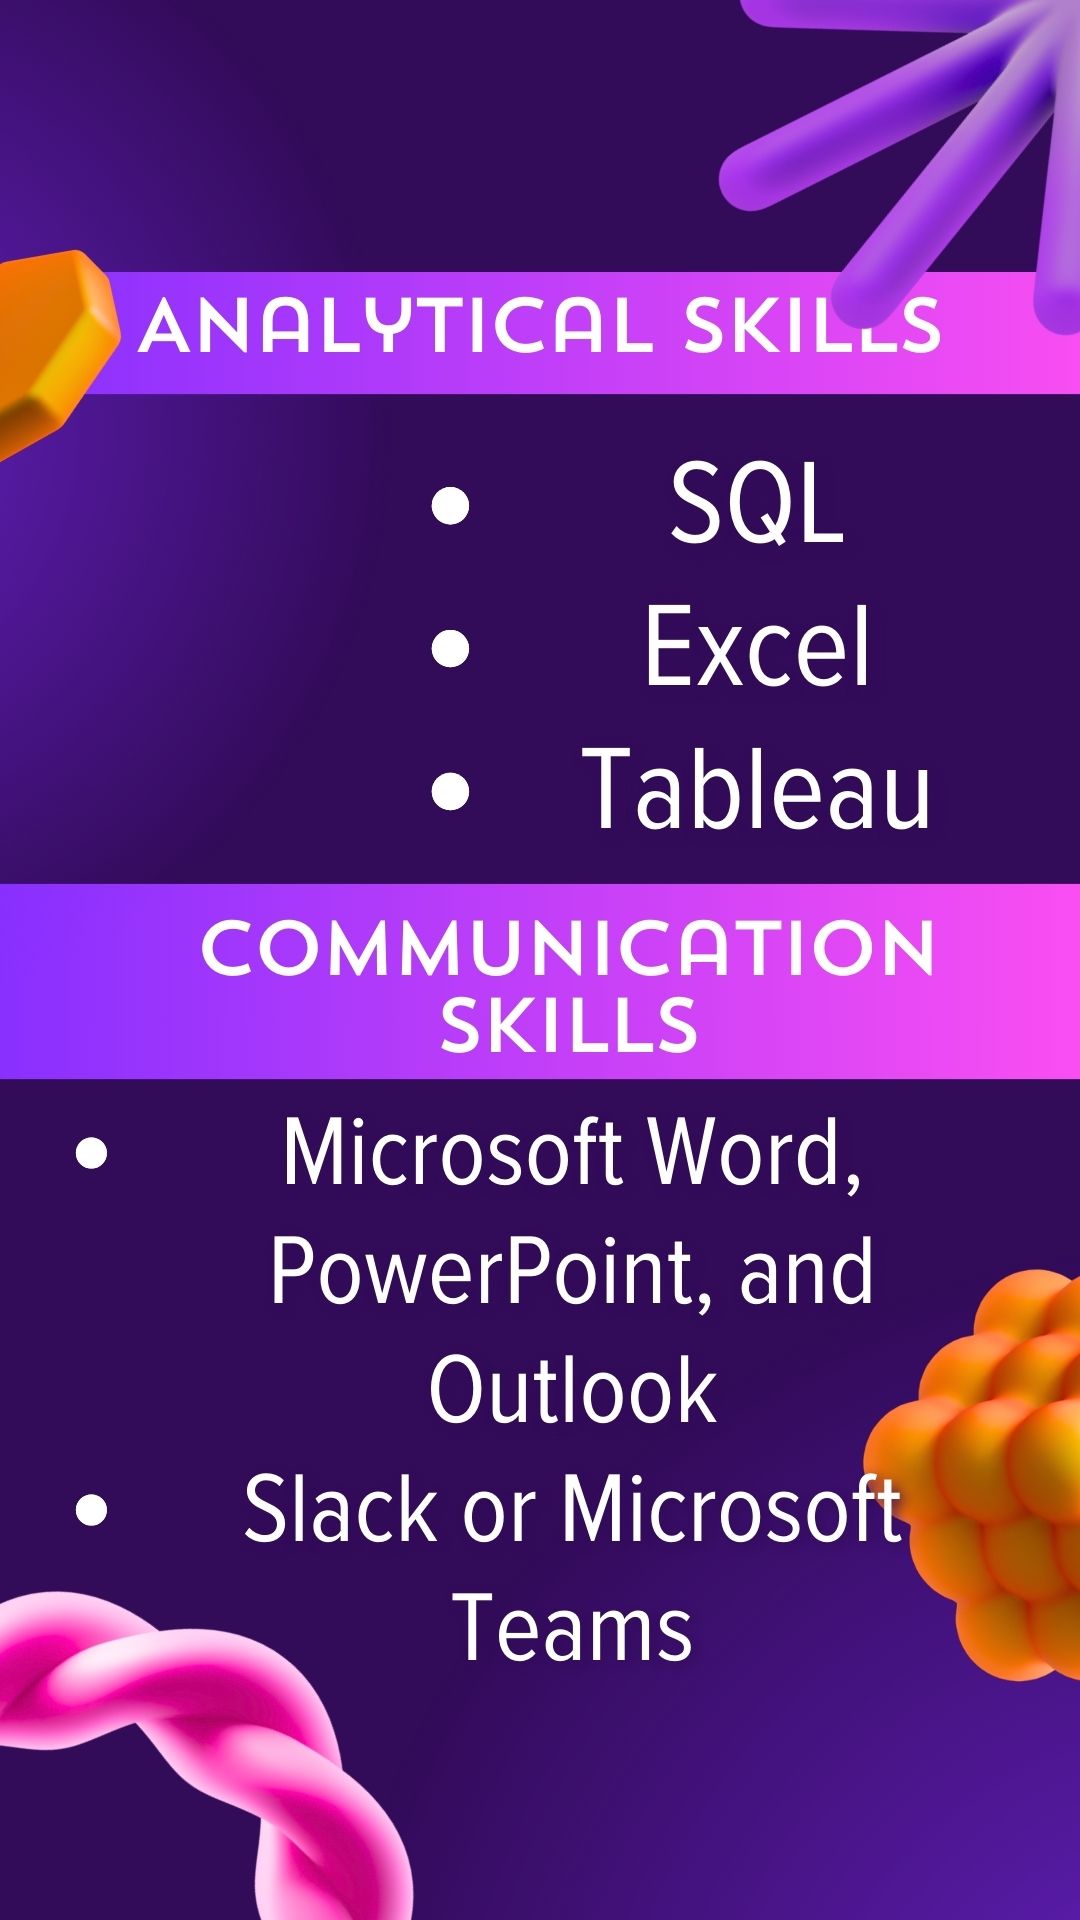 ANALYTICAL SKILLS
• SQL
• Excel
• Tableau
COMMUNICATION
SKILLS
• Microsoft Word,
PowerPoint, and
Outlook
• Slack or Microsoft
Teams